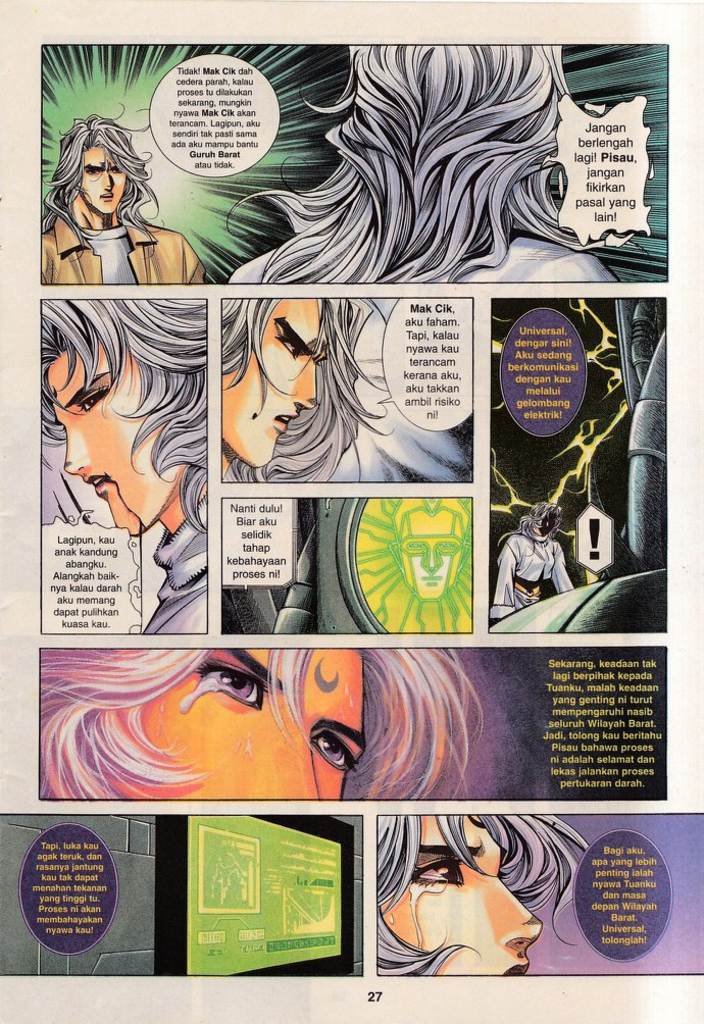 Tidak! Mak Cik dah
cedera parah, kalau
proses tu dilakukan
sekarang, mungkin
nyawa Mak Cik akan
terancam. Lagipun, aku
sendiri tak pasti sama
ada aku mampu bantu
Guruh Barat
atau tidak.
Jangan
berlengah
lagi! Pisau,
jangan
fikirkan
pasal yang
lain!
Lagipun, kau
anak kandung
abangku.
Alangkah baik-
nya kalau darah
aku memang
dapat pulihkan
kuasa kau.
Mak Cik,
aku faham.
Tapi, kalau
nyawa kau
terancam
kerana aku,
aku takkan
ambil risiko
ni!
Nanti dulu!
Biar aku
selidik
tahap
kebahayaan
proses ni!
Universal,
dengar sini!
Aku sedang
berkomunikasi
dengan kau
melalui
gelombang
elektrik!
!
Sekarang, keadaan tak
lagi berpihak kepada
Tuanku, malah keadaan
yang genting ni turut
mempengaruhi nasib
seluruh Wilayah Barat.
Jadi, tolong kau beritahu
Pisau bahawa proses
ni adalah selamat dan
lekas jalankan proses
pertukaran darah.
Tapi, luka kau
agak teruk, dan
rasanya jantung
kau tak dapat
menahan tekanan
yang tinggi tu.
Proses ni akan
membahayakan
nyawa kau!
Bagi aku,
apa yang lebih
penting ialah
nyawa Tuanku
dan masa
depan Wilayah
Barat.
Universal,
tolonglah!
27